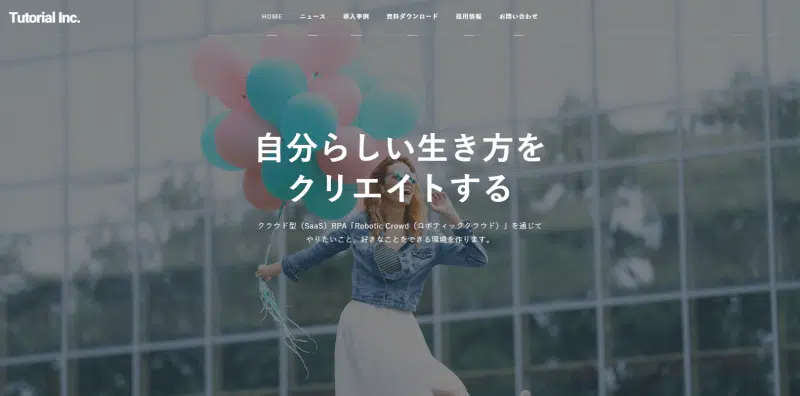 Tutorial Inc.
HOME ニュース 導入事例 資料ダウンロード 採用情報 お問い合わせ
自分らしい生き方を
クリエイトする
クラウド型（SaaS）RPA「Robotic Crowd（ロボティッククラウド）」を通じて
やりたいこと、好きなことをできる環境を作ります。